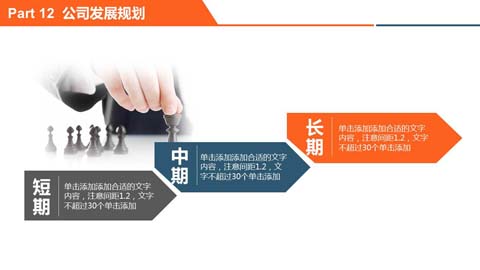 Part 12 公司发展规划
长期
单击添加添加合适的文字
内容，注意间距1.2，文字
不超过30个单击添加
中期
单击添加添加合适的文字
内容，注意间距1.2，文
字不超过30个单击添加
短期
单击添加添加合适的文字
内容，注意间距1.2，文字
不超过30个单击添加